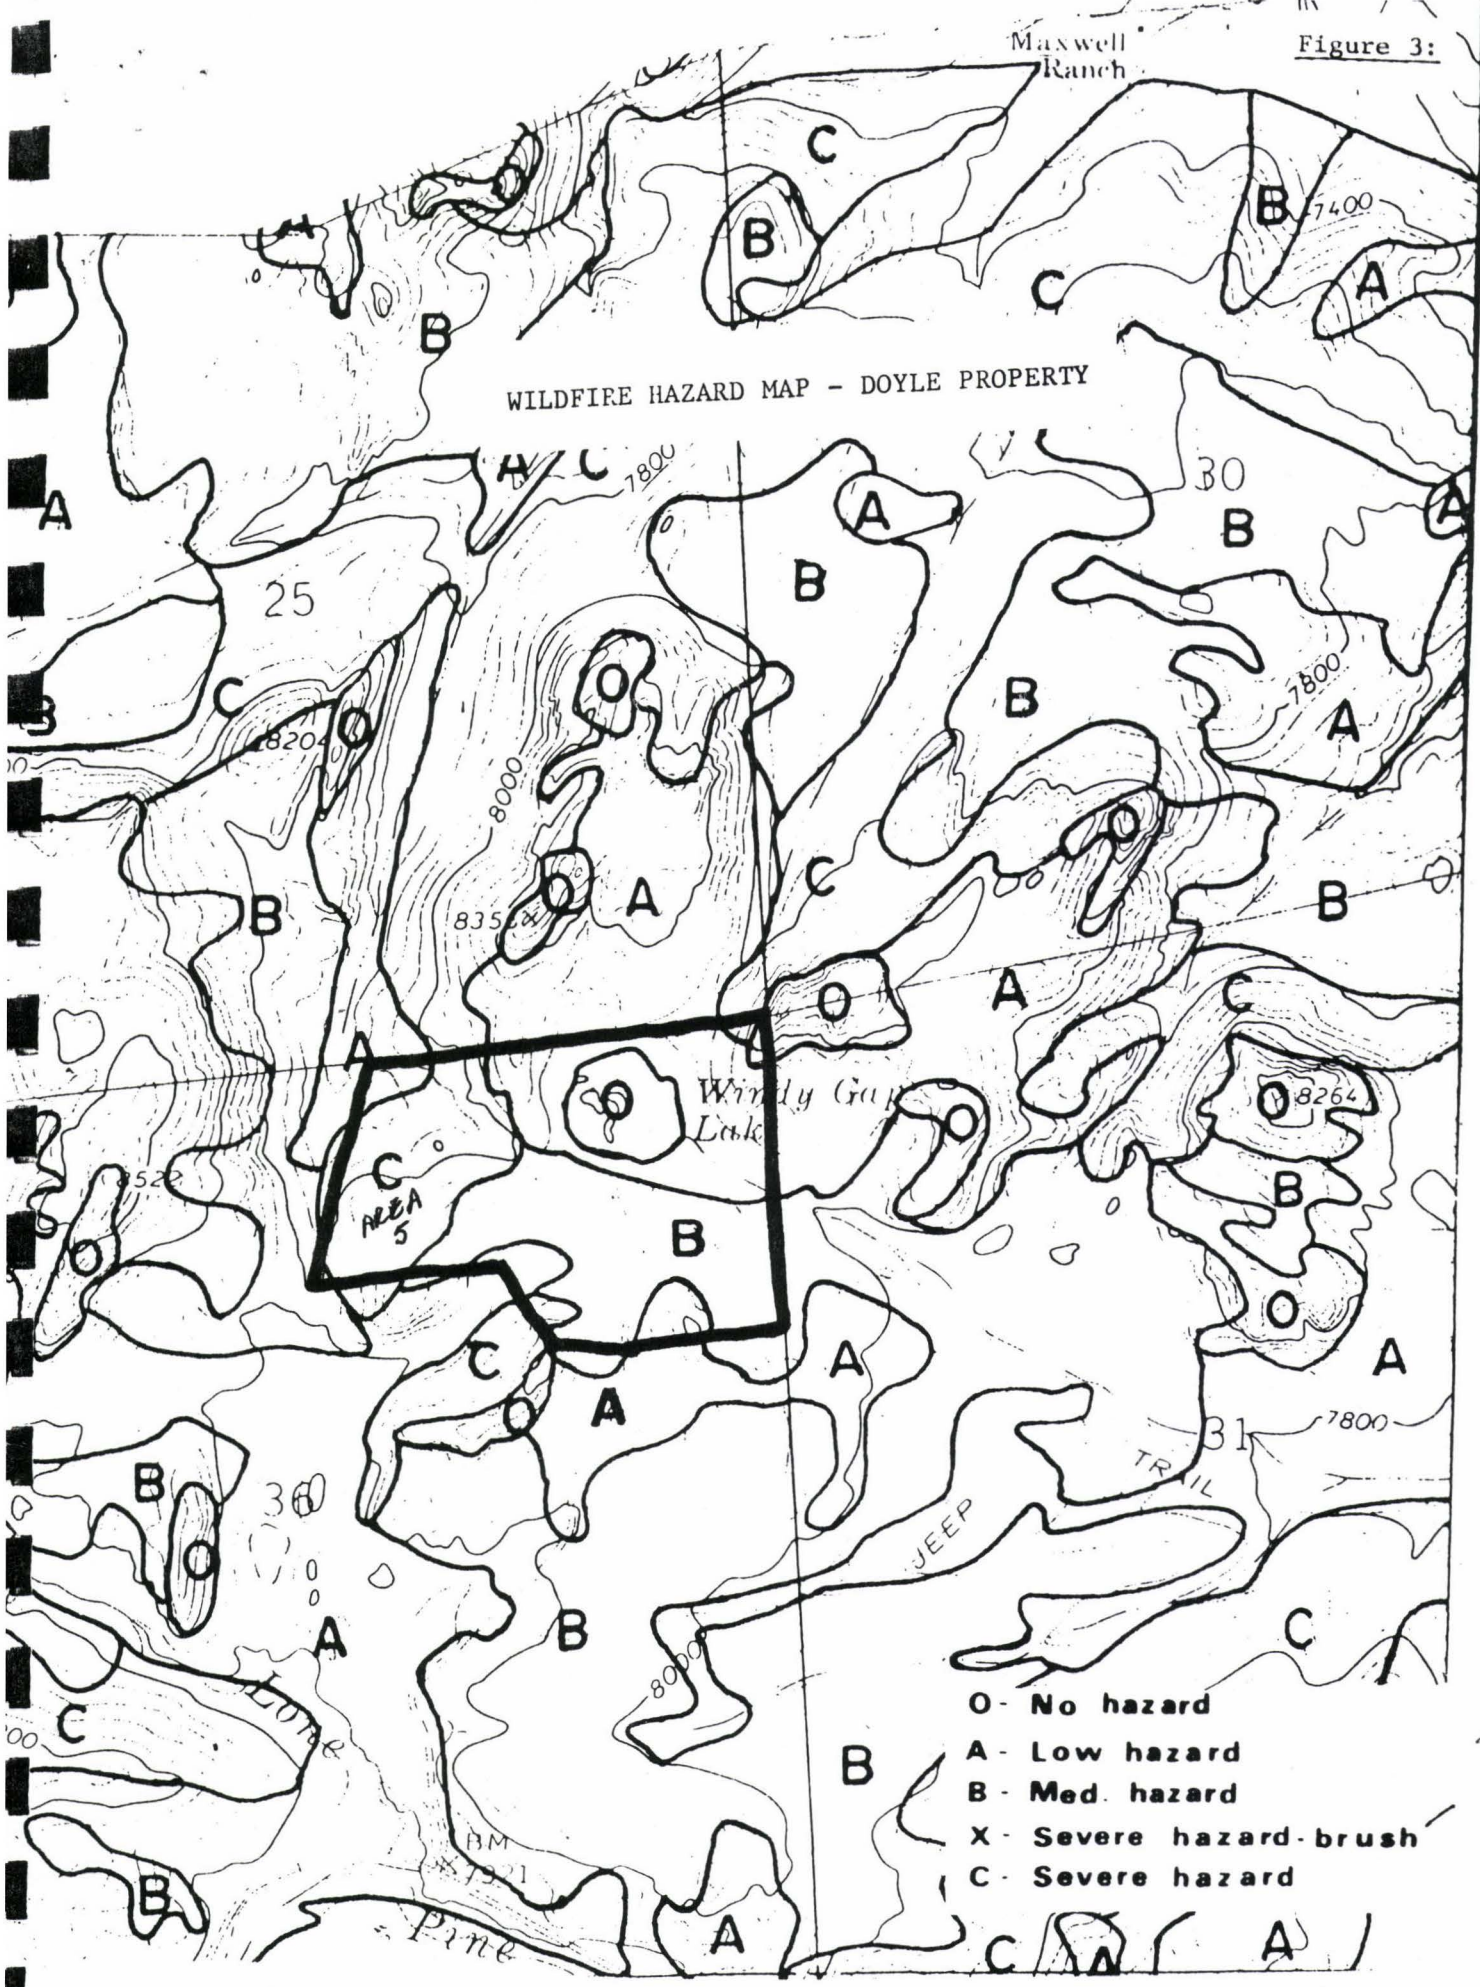 Maxwell
Ranch
Figure 3:
C
B
B
7400
C
A
B
WILDFIRE HAZARD MAP - DOYLE PROPERTY
A
C
7800
30
A
A
A
B
B
25
C
O
B
7800
B
A
O
8000
O
C
O
B
A
B
835
O
A
C
A
Windy Gap
Lake
O
O
O
8264
C
AREA
5
B
B
8522
O
O
C
A
A
A
O
7800
31
TRAIL
B
36
JEEP
O
A
B
C
8000
Lone
C
O - No hazard
A - Low hazard
B
B - Med. hazard
X - Severe hazard-brush
BM
C - Severe hazard
B
Pine
A
C
A
A